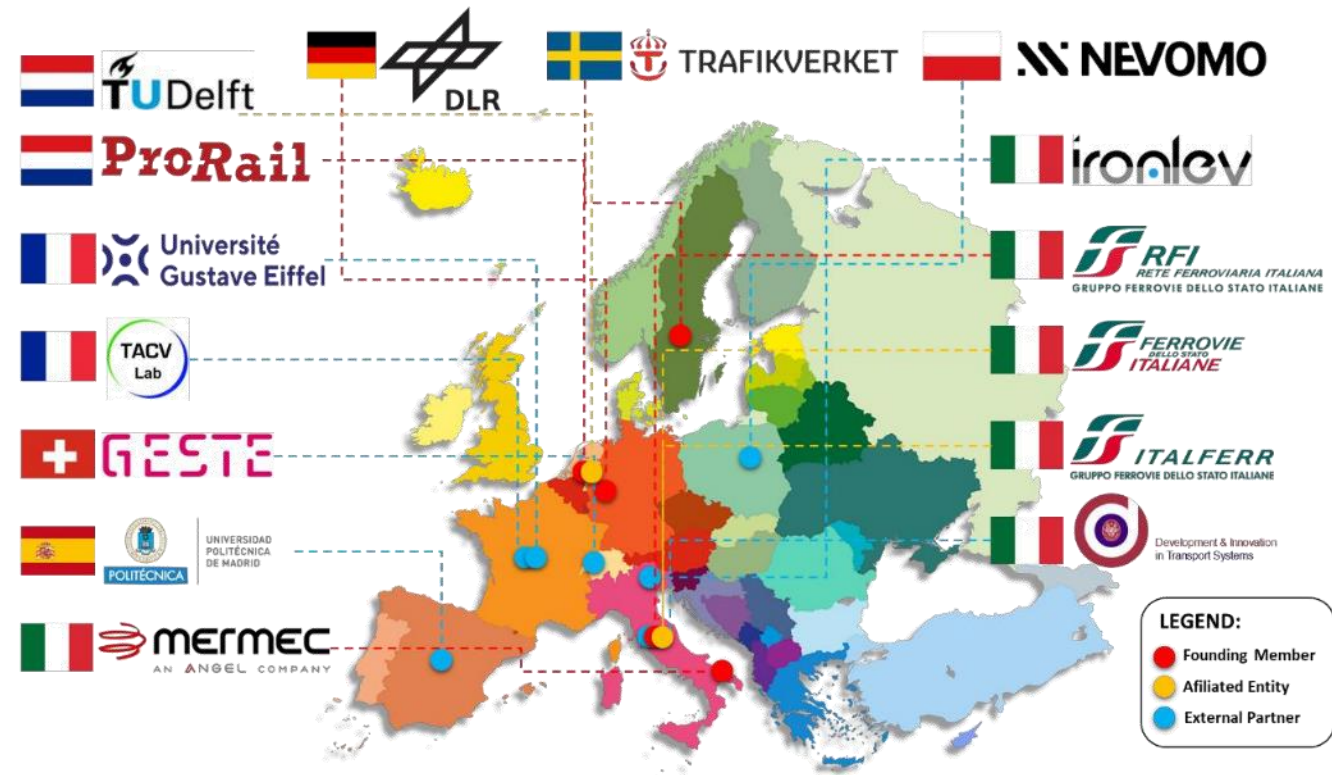 TUDelft
DLR
TRAFIKVERKET
NEVOMO
ProRail
ironlev
Université
Gustave Eiffel
RFI
RETE FERROVIARIA ITALIANA
GRUPPO FERROVIE DELLO STATO ITALIANE
TACV
Lab
FERROVIE
DELLO STATO
ITALIANE
GESTE
ITALFERR
GRUPPO FERROVIE DELLO STATO ITALIANE
POLITÉCNICA
UNIVERSIDAD
POLITÉCNICA
DE MADRID
Development & Innovation
in Transport Systems
mermec
AN ANGEL COMPANY
LEGEND:
Founding Member
Afiliated Entity
External Partner